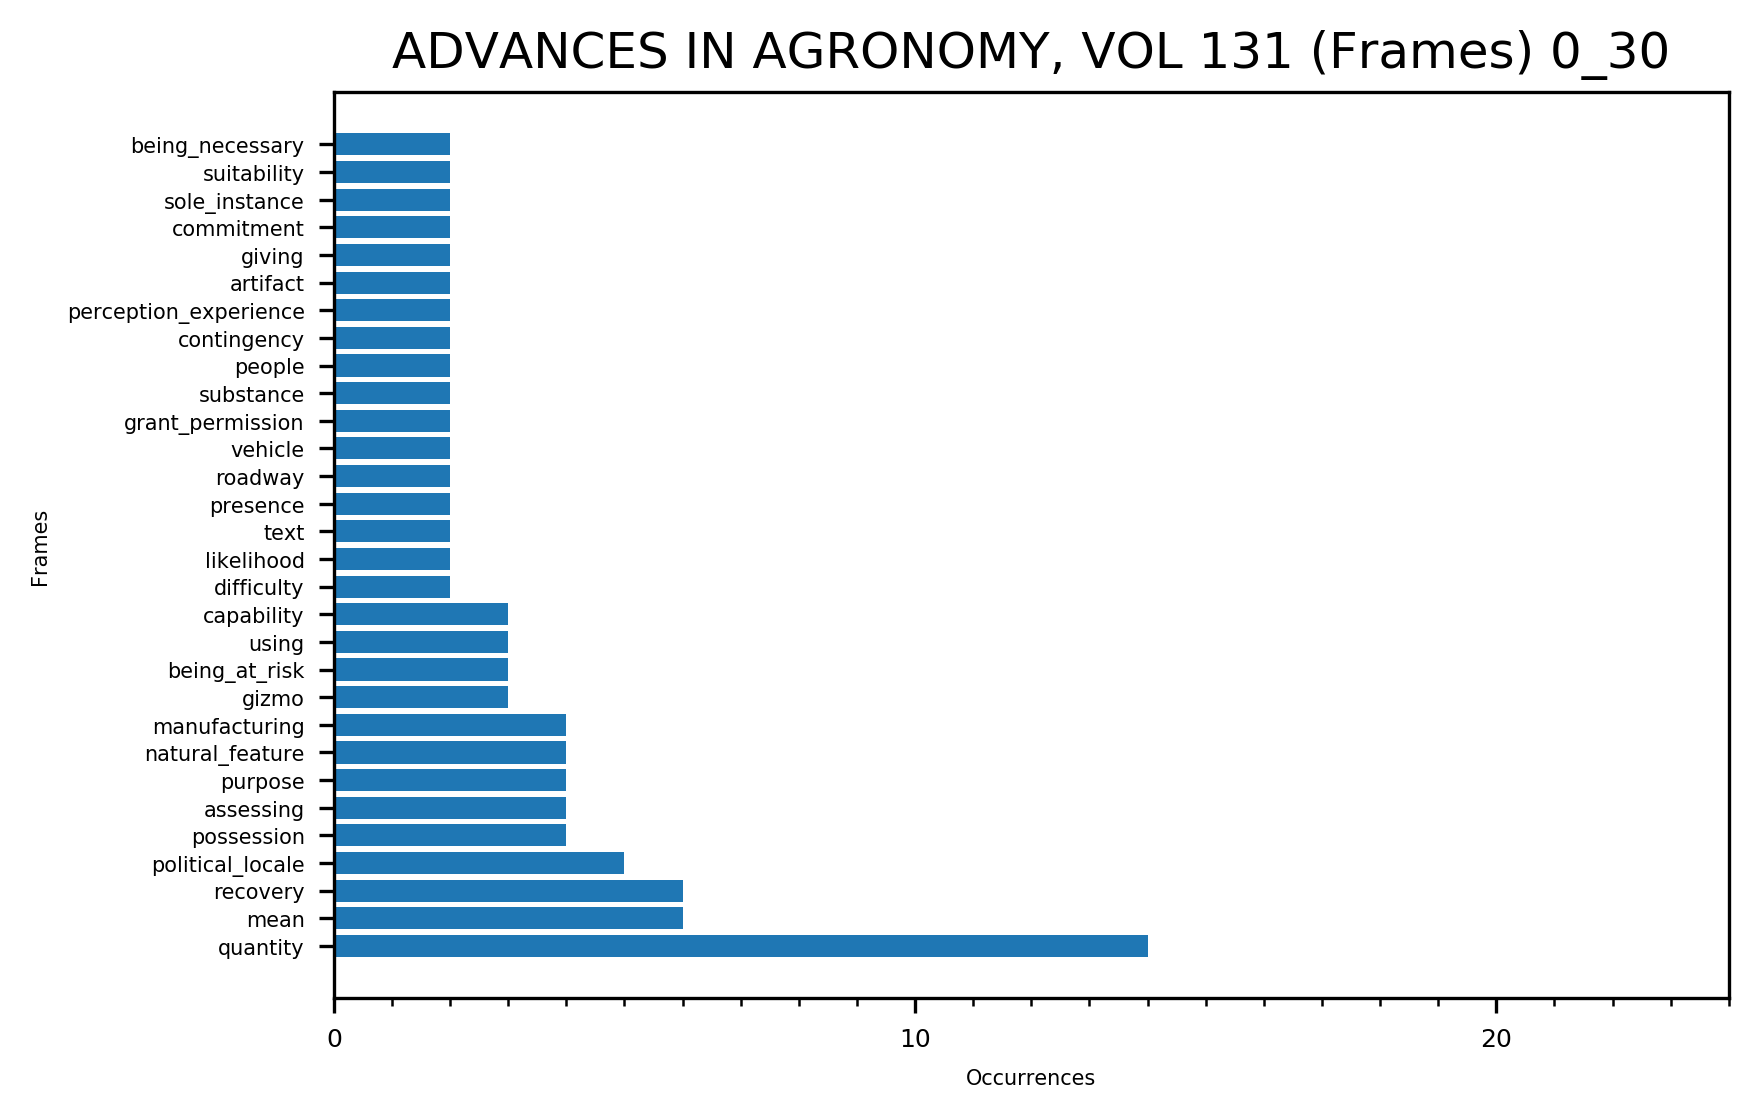 ADVANCES IN AGRONOMY, VOL 131 (Frames) 0_30
being_necessary
suitability
sole_instance
commitment
giving
artifact
perception_experience
contingency
people
substance
grant_permission
vehicle
roadway
presence
text
likelihood
difficulty
capability
using
being_at_risk
gizmo
manufacturing
natural_feature
purpose
assessing
possession
political_locale
recovery
mean
quantity
Frames
0 10 20
Occurrences